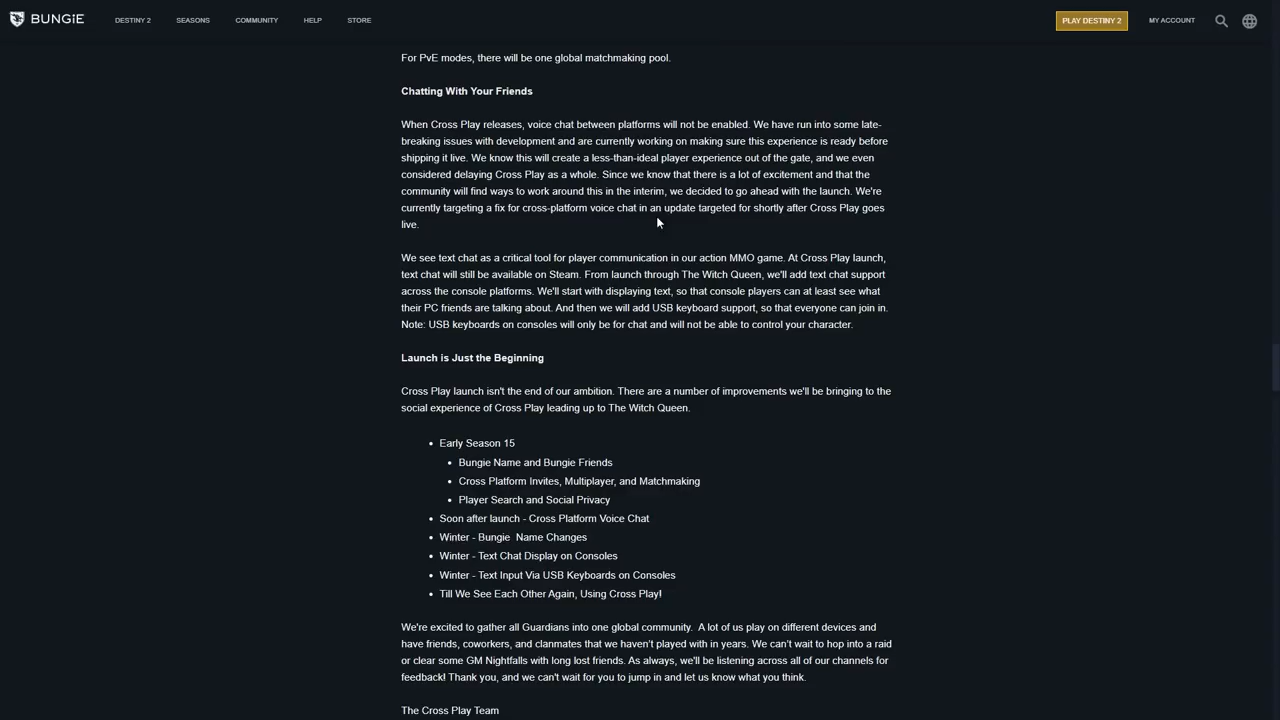 BUNGiE
DESTINY 2
SEASONS
COMMUNITY
HELP
STORE
PLAY DESTINY 2
MY ACCOUNT
For PvE modes, there will be one global matchmaking pool.
Chatting With Your Friends
When Cross Play releases, voice chat between platforms will not be enabled. We have run into some late-
breaking issues with development and are currently working on making sure this experience is ready before
shipping it live. We know this will create a less-than-ideal player experience out of the gate, and we even
considered delaying Cross Play as a whole. Since we know that there is a lot of excitement and that the
community will find ways to work around this in the interim, we decided to go ahead with the launch. We're
currently targeting a fix for cross-platform voice chat in an update targeted for shortly after Cross Play goes
live.
We see text chat as a critical tool for player communication in our action MMO game. At Cross Play launch,
text chat will still be available on Steam. From launch through The Witch Queen, we'll add text chat support
across the console platforms. We'll start with displaying text, so that console players can at least see what
their PC friends are talking about. And then we will add USB keyboard support, so that everyone can join in.
Note: USB keyboards on consoles will only be for chat and will not be able to control your character.
Launch is Just the Beginning
Cross Play launch isn't the end of our ambition. There are a number of improvements we'll be bringing to the
social experience of Cross Play leading up to The Witch Queen.
• Early Season 15
• Bungie Name and Bungie Friends
• Cross Platform Invites, Multiplayer, and Matchmaking
• Player Search and Social Privacy
• Soon after launch - Cross Platform Voice Chat
• Winter - Bungie  Name Changes
• Winter - Text Chat Display on Consoles
• Winter - Text Input Via USB Keyboards on Consoles
• Till We See Each Other Again, Using Cross Play!
We're excited to gather all Guardians into one global community.  A lot of us play on different devices and
have friends, coworkers, and clanmates that we haven't played with in years. We can't wait to hop into a raid
or clear some GM Nightfalls with long lost friends. As always, we'll be listening across all of our channels for
feedback! Thank you, and we can't wait for you to jump in and let us know what you think.
The Cross Play Team